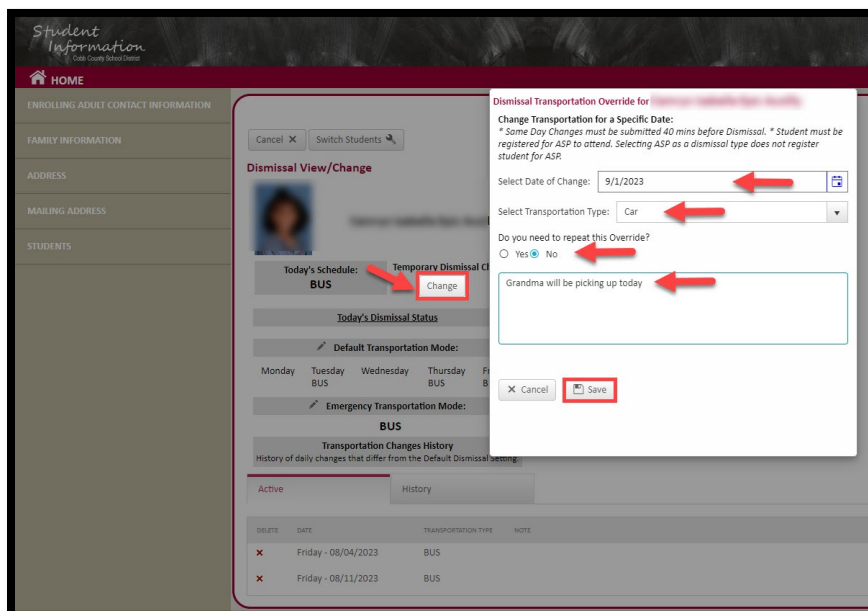 Student
Information
Cobb County School District
HOME
ENROLLING ADULT CONTACT INFORMATION
FAMILY INFORMATION
ADDRESS
MAILING ADDRESS
STUDENTS
Cancel X Switch Students
Dismissal View/Change
Today's Schedule:
BUS
Temporary Dismissal
Change
Today's Dismissal Status
Default Transportation Mode:
Monday Tuesday Wednesday Thursday
BUS BUS
Emergency Transportation Mode:
BUS
Transportation Changes History
History of daily changes that differ from the Default Dismissal Setting.
Active History
DELETE DATE TRANSPORTATION TYPE NOTE
X Friday - 08/04/2023 BUS
X Friday - 08/11/2023 BUS
Dismissal Transportation Override for
Change Transportation for a Specific Date:
* Same Day Changes must be submitted 40 mins before Dismissal. * Student must be
registered for ASP to attend. Selecting ASP as a dismissal type does not register
student for ASP.
Select Date of Change: 9/1/2023
Select Transportation Type: Car
Do you need to repeat this Override?
Yes No
Grandma will be picking up today
X Cancel Save